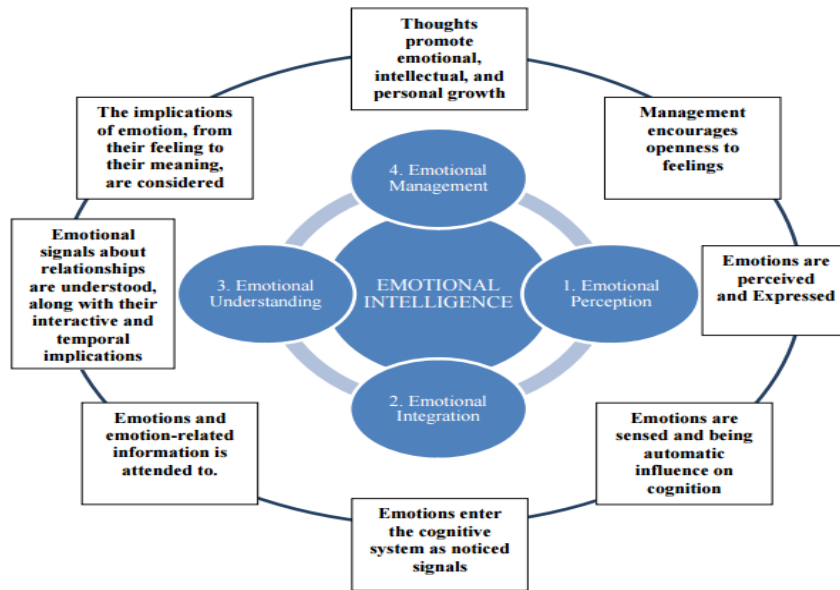 Thoughts
promote
emotional,
intellectual, and
personal growth
The implications
of emotion, from
their feeling to
their meaning,
are considered
Management
encourages
openness to
feelings
4. Emotional
Management
Emotional
signals about
relationships
are understood,
along with their
interactive and
temporal
implications
3. Emotional
Understanding
EMOTIONAL
INTELLIGENCE
1. Emotional
Perception
Emotions are
perceived
and Expressed
2. Emotional
Integration
Emotions and
emotion-related
information is
attended to.
Emotions are
sensed and being
automatic
influence on
cognition
Emotions enter
the cognitive
system as noticed
signals